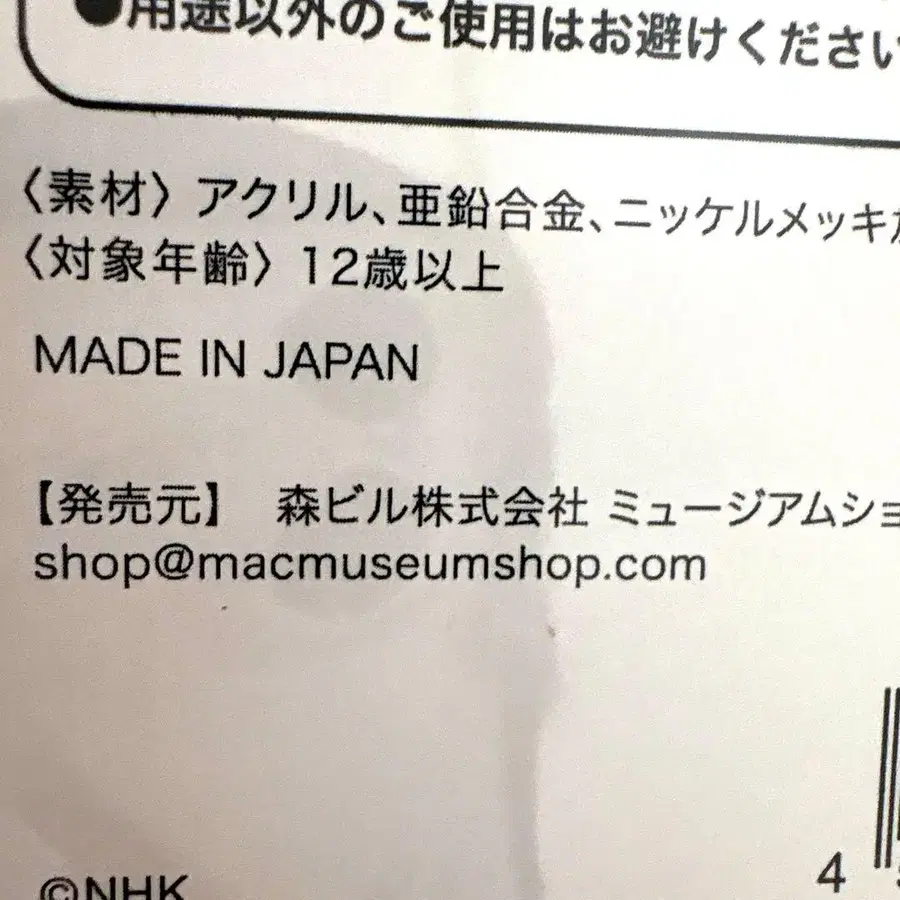 ●用途以外のご使用はお避けください
〈素材〉 アクリル、亜鉛合金、ニッケルメッキ
〈対象年齢〉 12歳以上
MADE IN JAPAN
【発売元】 森ビル株式会社 ミュージアムショ
shop@macmuseumshop.com
4
©NHK